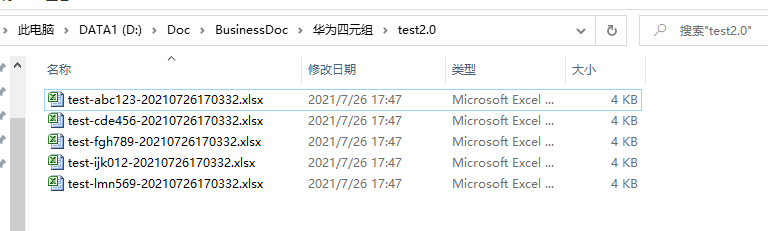 此电脑 > DATA1 (D:) > Doc > BusinessDoc > 华为四元组 > test2.0 搜索"test2.0"
名称 修改日期 类型 大小
test-abc123-20210726170332.xlsx 2021/7/26 17:47 Microsoft Excel ... 4 KB
test-cde456-20210726170332.xlsx 2021/7/26 17:47 Microsoft Excel ... 4 KB
test-fgh789-20210726170332.xlsx 2021/7/26 17:47 Microsoft Excel ... 4 KB
test-ijk012-20210726170332.xlsx 2021/7/26 17:47 Microsoft Excel ... 4 KB
test-lmn569-20210726170332.xlsx 2021/7/26 17:47 Microsoft Excel ... 4 KB